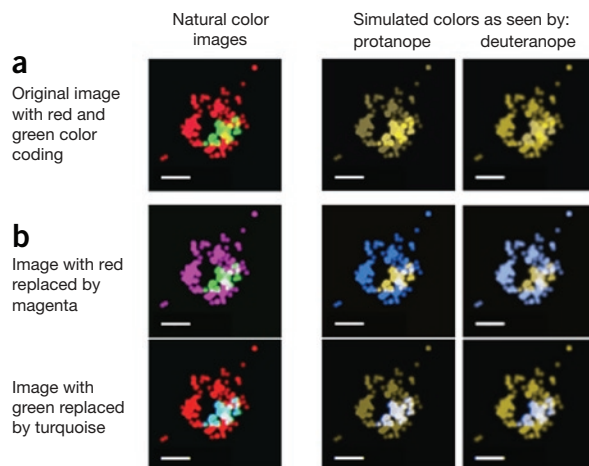 Natural color
images
Simulated colors as seen by:
protanope
deuteranope
a
Original image
with red and
green color
coding
b
Image with red
replaced by
magenta
Image with
green replaced
by turquoise